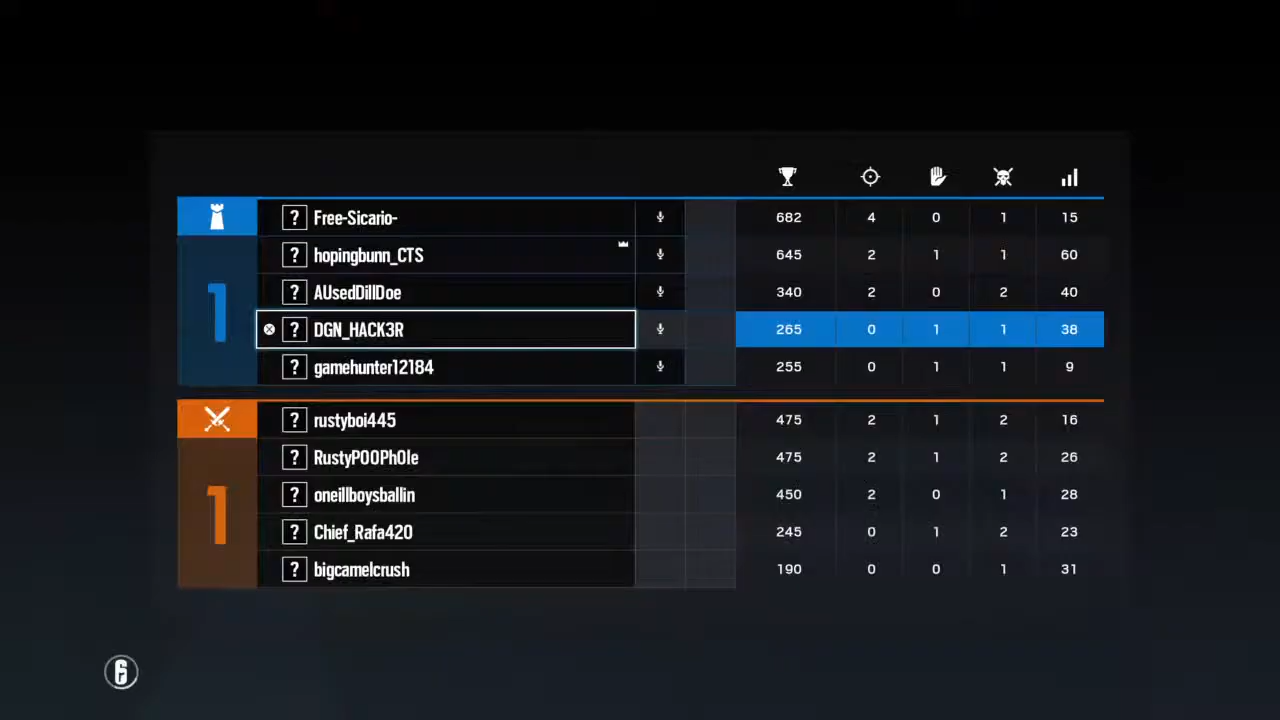 ? Free-Sicario- 682 4 0 1 15
? hopingbunn_CTS 645 2 1 1 60
1
? AUsedDillDoe 340 2 0 2 40
? DGN_HACK3R 265 0 1 1 38
? gamehunter12184 255 0 1 1 9
? rustyboi445 475 2 1 2 16
? RustyP00Ph0le 475 2 1 2 26
1
? oneillboysballin 450 2 0 1 28
? Chief_Rafa420 245 0 1 2 23
? bigcamelcrush 190 0 0 1 31
6